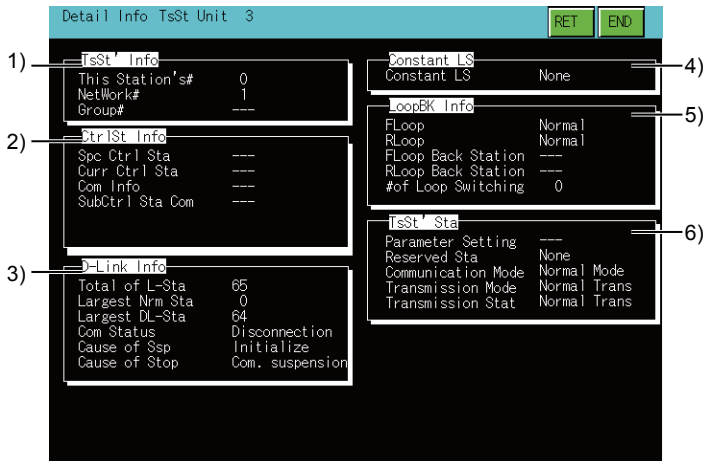 Detail Info TsSt Unit 3
RET
END
1)
TsSt' Info
This Station's# 0
NetWork# 1
Group# ---
2)
CtrlSt Info
Spc Ctrl Sta ---
Curr Ctrl Sta ---
Com Info ---
SubCtrl Sta Com ---
3)
D-Link Info
Total of L-Sta 65
Largest Nrm Sta 0
Largest DL-Sta 64
Com Status Disconnection
Cause of Ssp Initialize
Cause of Stop Com. suspension
4)
Constant LS
Constant LS None
5)
LoopBK Info
FLoop Normal
RLoop Normal
FLoop Back Station ---
RLoop Back Station ---
#of Loop Switching 0
6)
TsSt' Sta
Parameter Setting ---
Reserved Sta None
Communication Mode Normal Mode
Transmission Mode Normal Trans
Transmission Stat Normal Trans